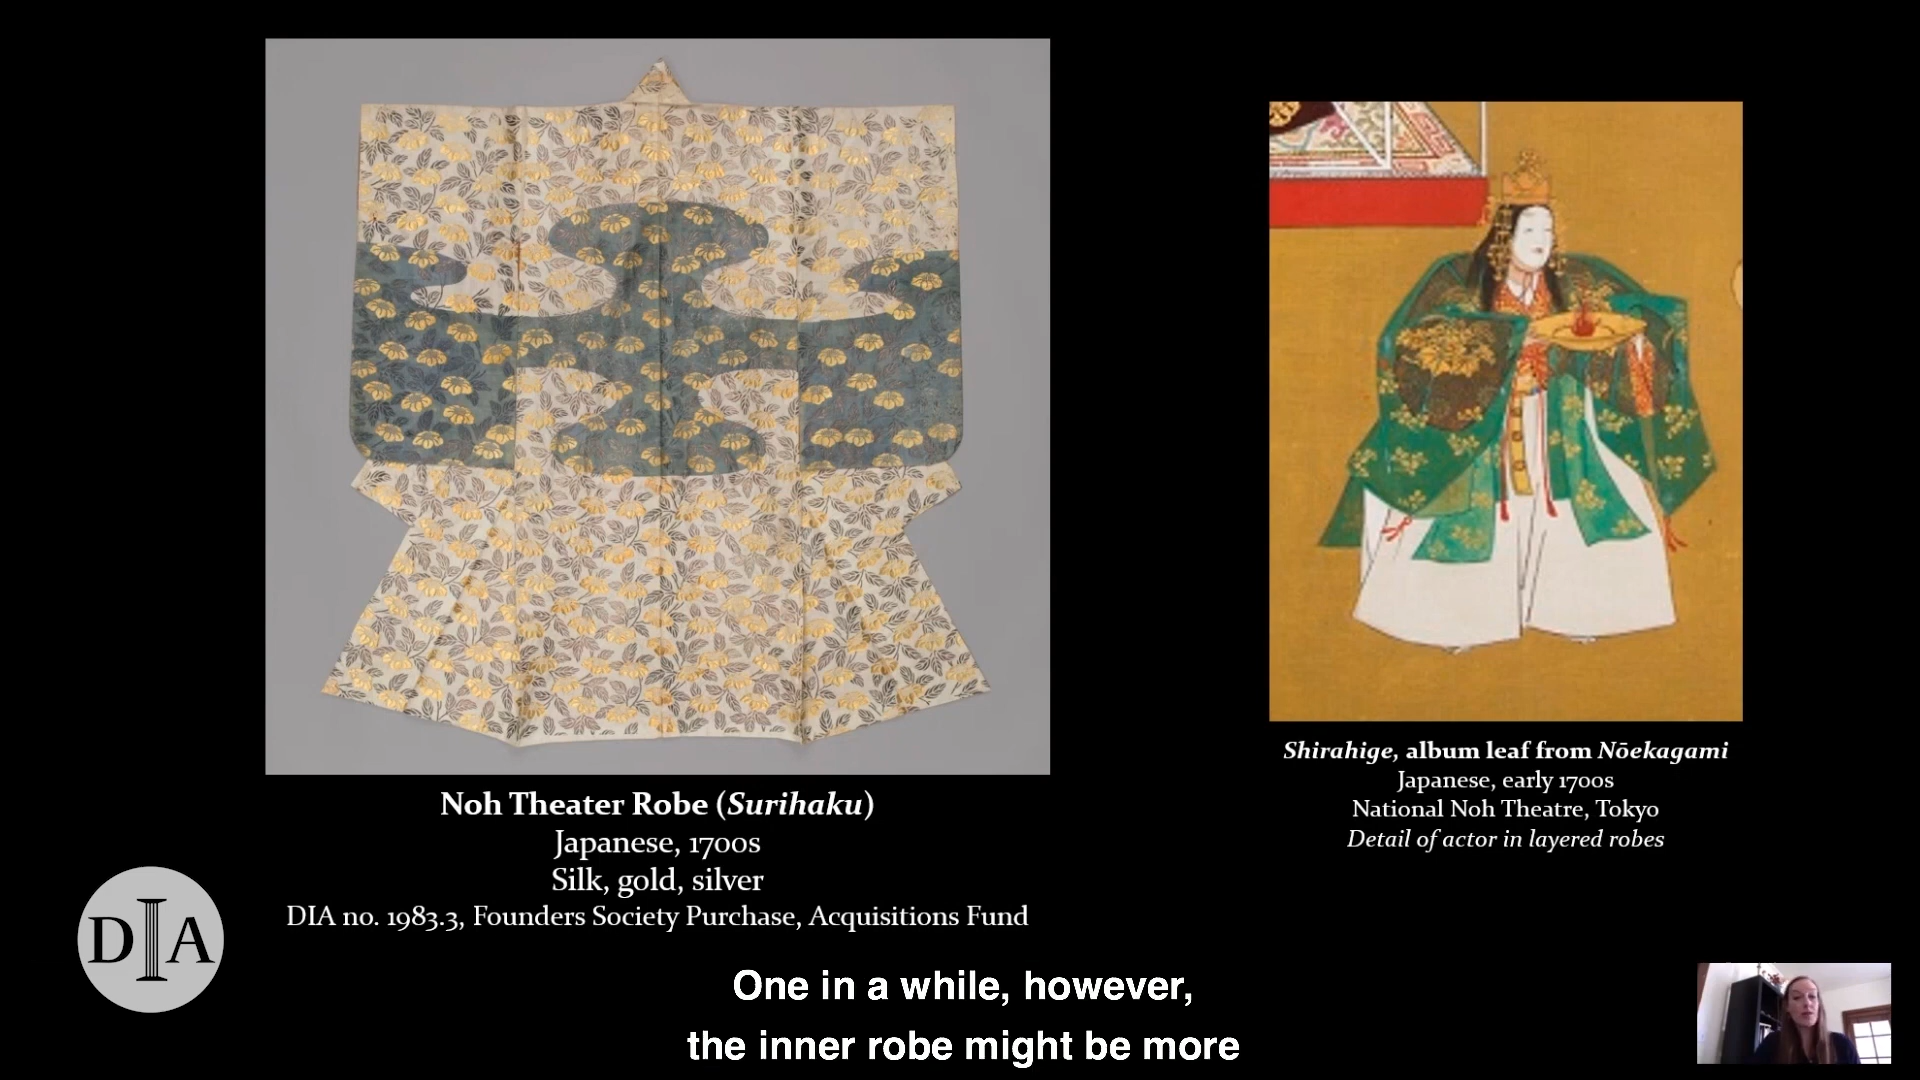 Noh Theater Robe (Surihaku)
Japanese, 1700s
Silk, gold, silver
DIA no. 1983.3, Founders Society Purchase, Acquisitions Fund
Shirahige, album leaf from Nōekagami
Japanese, early 1700s
National Noh Theatre, Tokyo
Detail of actor in layered robes
DIA
One in a while, however,
the inner robe might be more